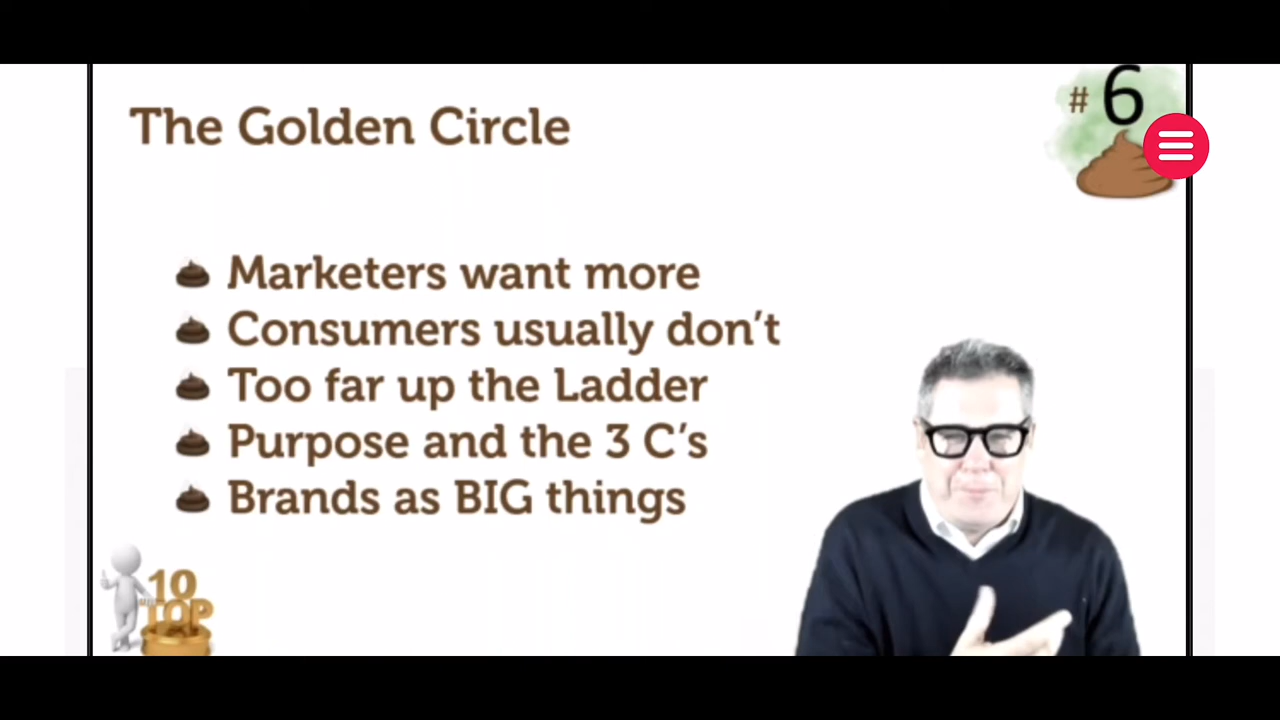 The Golden Circle
# 6
Marketers want more
Consumers usually don't
Too far up the Ladder
Purpose and the 3 C's
Brands as BIG things
10
TOP